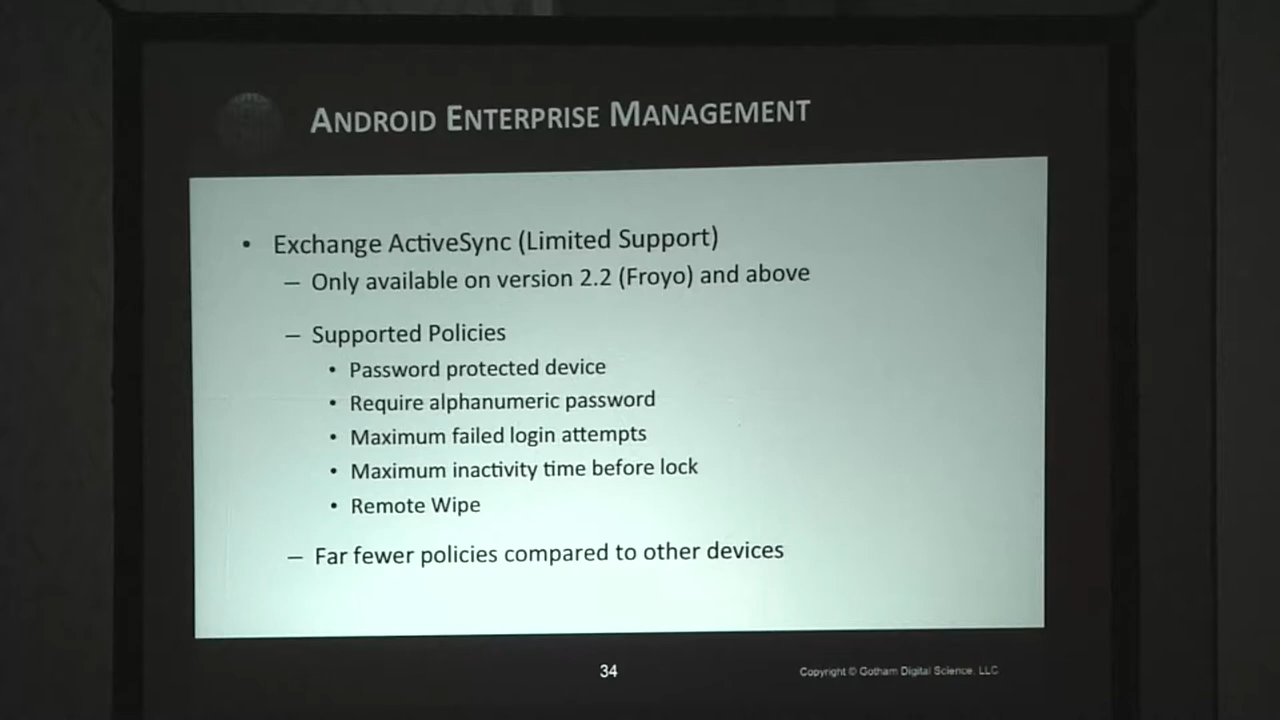 ANDROID ENTERPRISE MANAGEMENT
• Exchange ActiveSync (Limited Support)
– Only available on version 2.2 (Froyo) and above
– Supported Policies
• Password protected device
• Require alphanumeric password
• Maximum failed login attempts
• Maximum inactivity time before lock
• Remote Wipe
– Far fewer policies compared to other devices
34
Copyright © Gotham Digital Science, LLC